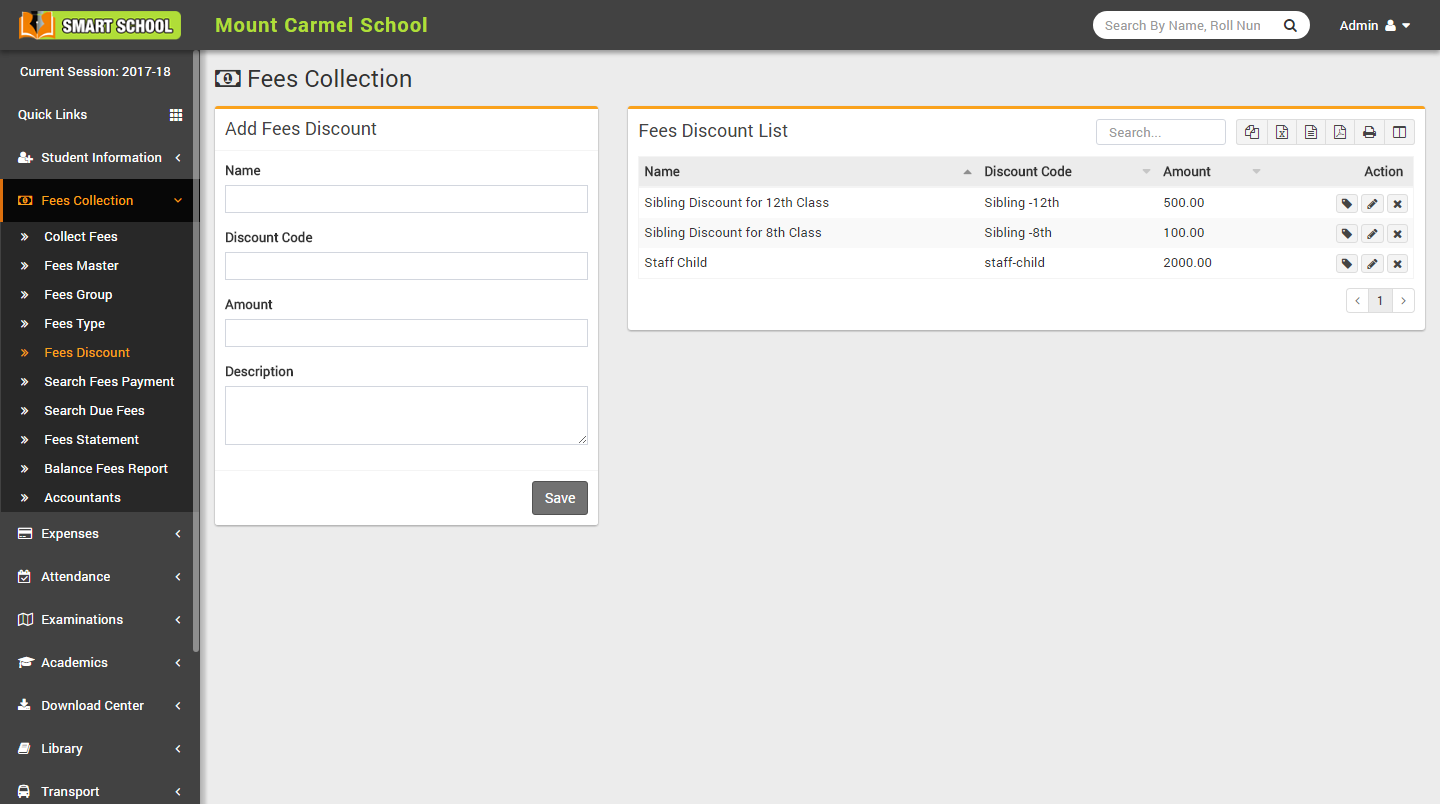 SMART SCHOOL
Mount Carmel School
Search By Name, Roll Nun
Admin
Current Session: 2017-18
Quick Links
Student Information
Fees Collection
Collect Fees
Fees Master
Fees Group
Fees Type
Fees Discount
Search Fees Payment
Search Due Fees
Fees Statement
Balance Fees Report
Accountants
Expenses
Attendance
Examinations
Academics
Download Center
Library
Transport
Fees Collection
Add Fees Discount
Name
Discount Code
Amount
Description
Save
Fees Discount List
Search...
Name Discount Code Amount Action
Sibling Discount for 12th Class Sibling -12th 500.00
Sibling Discount for 8th Class Sibling -8th 100.00
Staff Child staff-child 2000.00
1